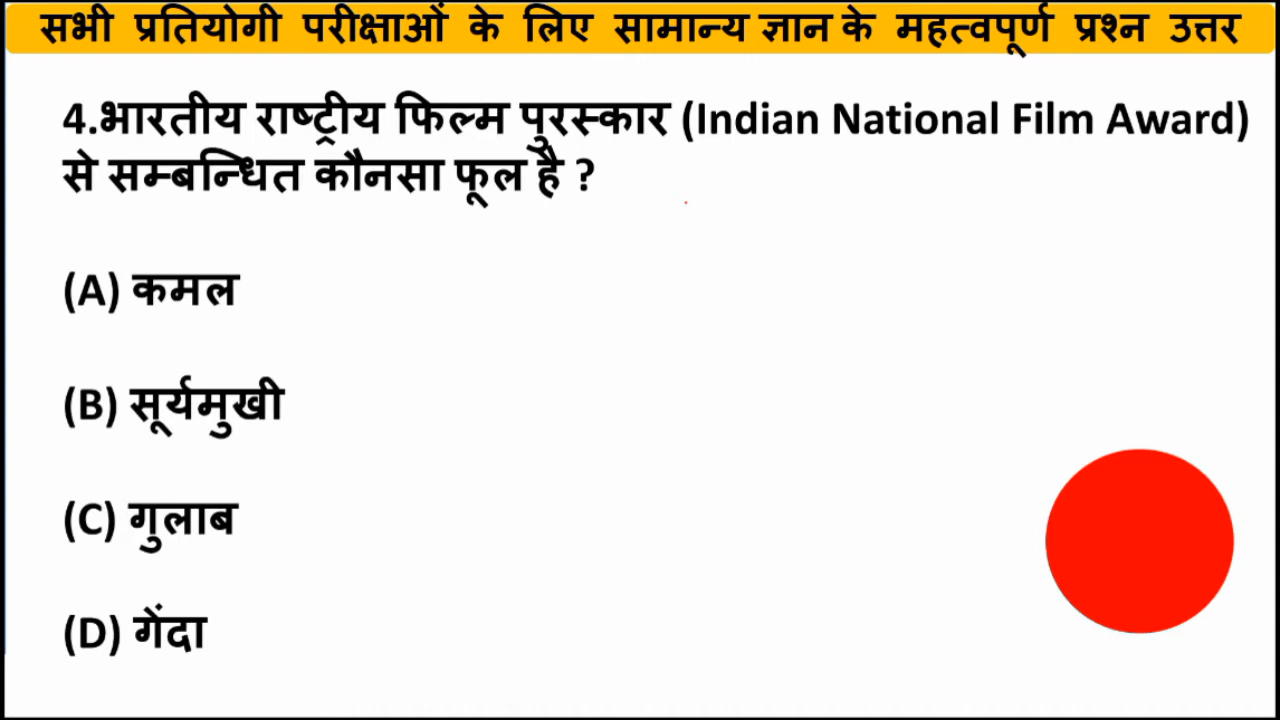 सभी प्रतियोगी परीक्षाओं के लिए सामान्य ज्ञान के महत्वपूर्ण प्रश्न उत्तर
4.भारतीय राष्ट्रीय फिल्म पुरस्कार (Indian National Film Award)
से सम्बन्धित कौनसा फूल है ?
(A) कमल
(B) सूर्यमुखी
(C) गुलाब
(D) गेंदा